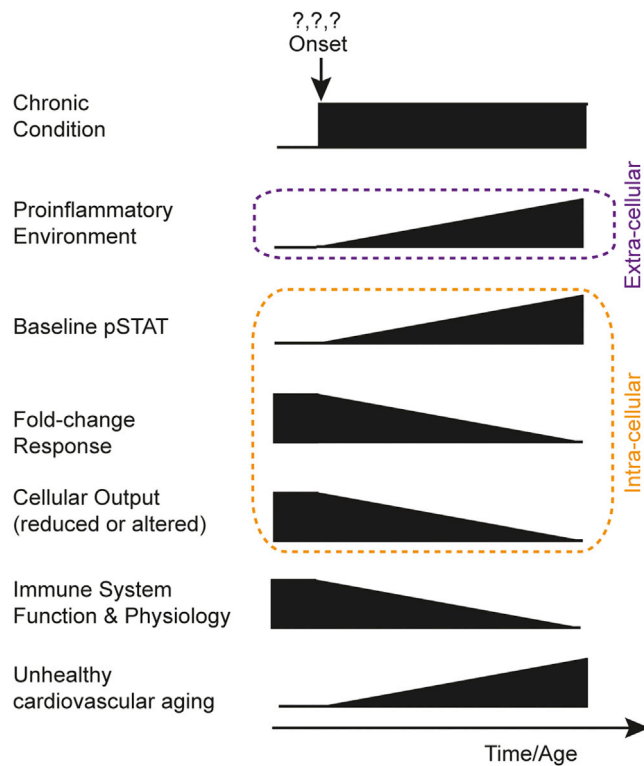 ?,?,?
Onset
Chronic
Condition
Proinflammatory
Environment
Extra-cellular
Baseline pSTAT
Fold-change
Response
Intra-cellular
Cellular Output
(reduced or altered)
Immune System
Function & Physiology
Unhealthy
cardiovascular aging
Time/Age